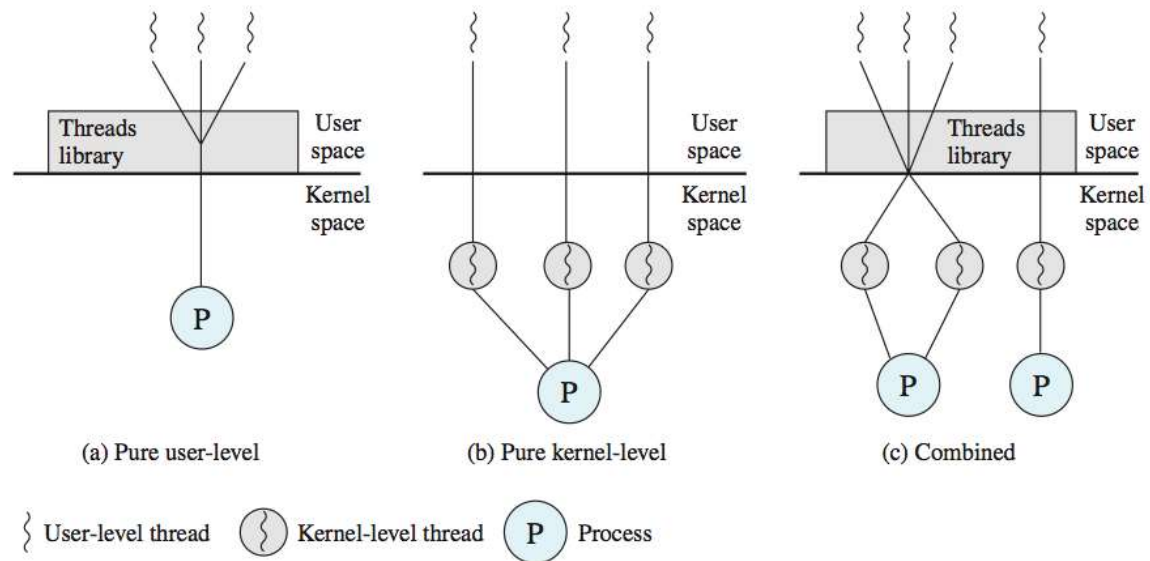 Threads
library
User
space
Kernel
space
P
(a) Pure user-level
User
space
Kernel
space
P
(b) Pure kernel-level
Threads
library
User
space
Kernel
space
P
P
(c) Combined
User-level thread
Kernel-level thread
P
Process